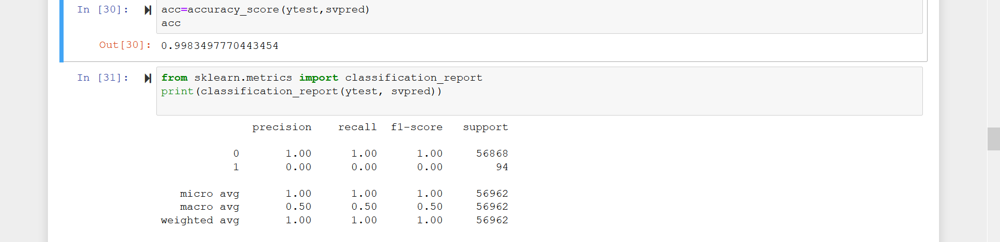 In [30]: acc=accuracy_score(ytest,svpred)
acc
Out[30]: 0.9983497770443454
In [31]: from sklearn.metrics import classification_report
print(classification_report(ytest, svpred))
precision recall f1-score support
0 1.00 1.00 1.00 56868
1 0.00 0.00 0.00 94
micro avg 1.00 1.00 1.00 56962
macro avg 0.50 0.50 0.50 56962
weighted avg 1.00 1.00 1.00 56962